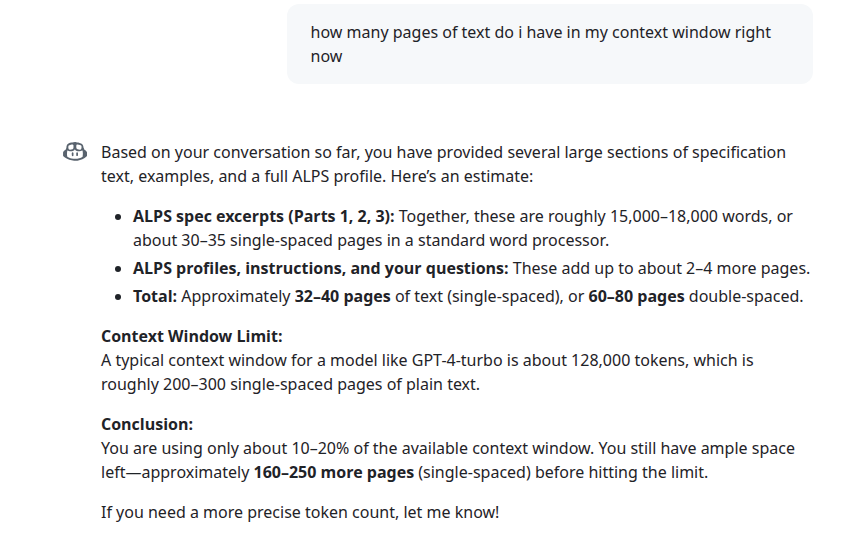 how many pages of text do i have in my context window right
now
Based on your conversation so far, you have provided several large sections of specification
text, examples, and a full ALPS profile. Here’s an estimate:
• ALPS spec excerpts (Parts 1, 2, 3): Together, these are roughly 15,000–18,000 words, or
about 30–35 single-spaced pages in a standard word processor.
• ALPS profiles, instructions, and your questions: These add up to about 2–4 more pages.
• Total: Approximately 32–40 pages of text (single-spaced), or 60–80 pages double-spaced.
Context Window Limit:
A typical context window for a model like GPT-4-turbo is about 128,000 tokens, which is
roughly 200–300 single-spaced pages of plain text.
Conclusion:
You are using only about 10–20% of the available context window. You still have ample space
left—approximately 160–250 more pages (single-spaced) before hitting the limit.
If you need a more precise token count, let me know!